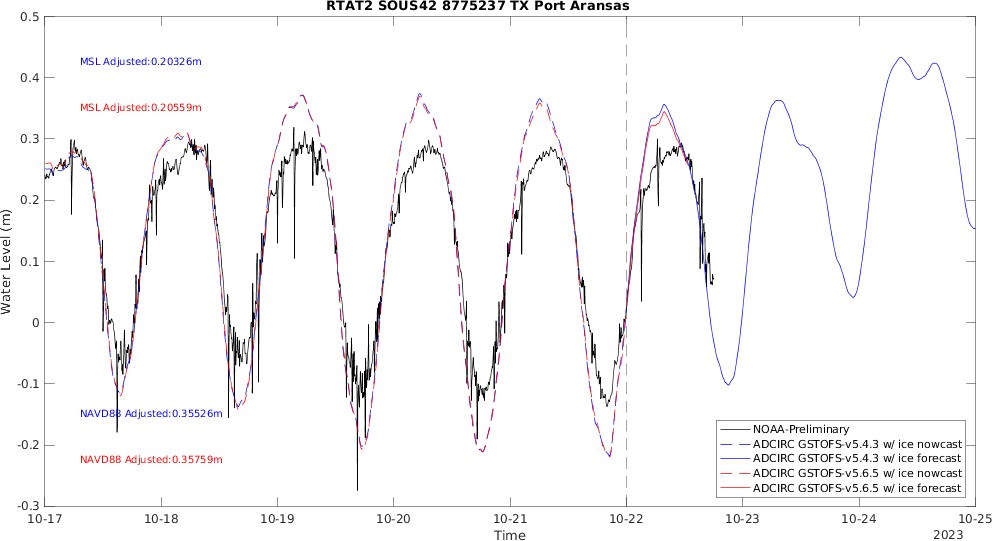 RTAT2 SOUS42 8775237 TX Port Aransas
0.5
0.4
0.3
0.2
0.1
0
-0.1
-0.2
-0.3
Water Level (m)
MSL Adjusted:0.20326m
MSL Adjusted:0.20559m
NAVD88 Adjusted:0.35526m
NAVD88 Adjusted:0.35759m
NOAA-Preliminary
ADCIRC GSTOFS-v5.4.3 w/ ice nowcast
ADCIRC GSTOFS-v5.4.3 w/ ice forecast
ADCIRC GSTOFS-v5.6.5 w/ ice nowcast
ADCIRC GSTOFS-v5.6.5 w/ ice forecast
10-17 10-18 10-19 10-20 10-21 10-22 10-23 10-24 10-25
Time
2023